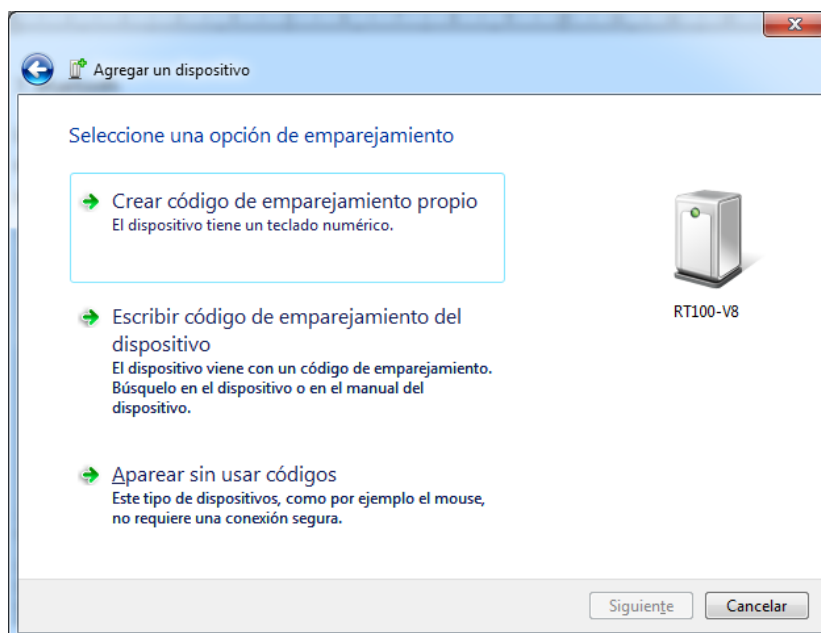 Agregar un dispositivo
Seleccione una opción de emparejamiento
Crear código de emparejamiento propio
El dispositivo tiene un teclado numérico.
RT100-V8
Escribir código de emparejamiento del
dispositivo
El dispositivo viene con un código de emparejamiento.
Búsquelo en el dispositivo o en el manual del
dispositivo.
Aparear sin usar códigos
Este tipo de dispositivos, como por ejemplo el mouse,
no requiere una conexión segura.
Siguiente
Cancelar